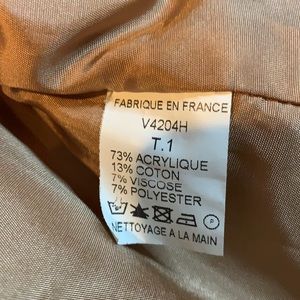 FABRIQUE EN FRANCE
V4204H
T.1
73% ACRYLIQUE
13% COTON
7% VISCOSE
7% POLYESTER
P
NETTOYAGE A LA MAIN